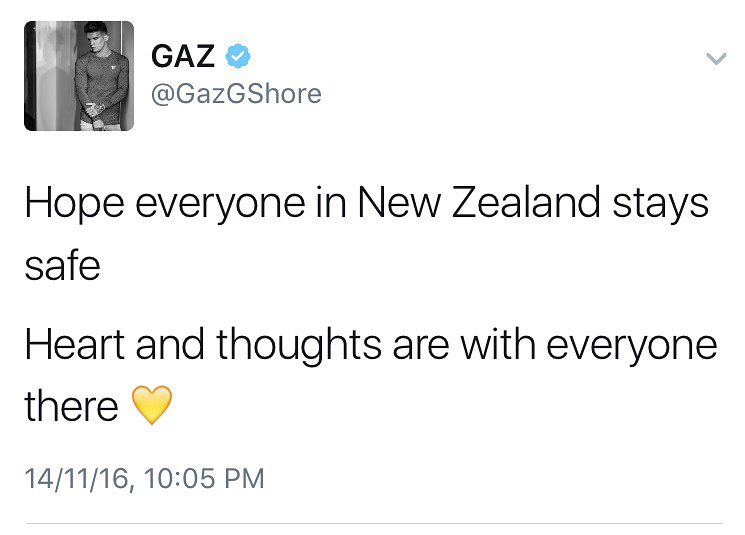 GAZ
@GazGShore
Hope everyone in New Zealand stays
safe
Heart and thoughts are with everyone
there 💛
14/11/16, 10:05 PM